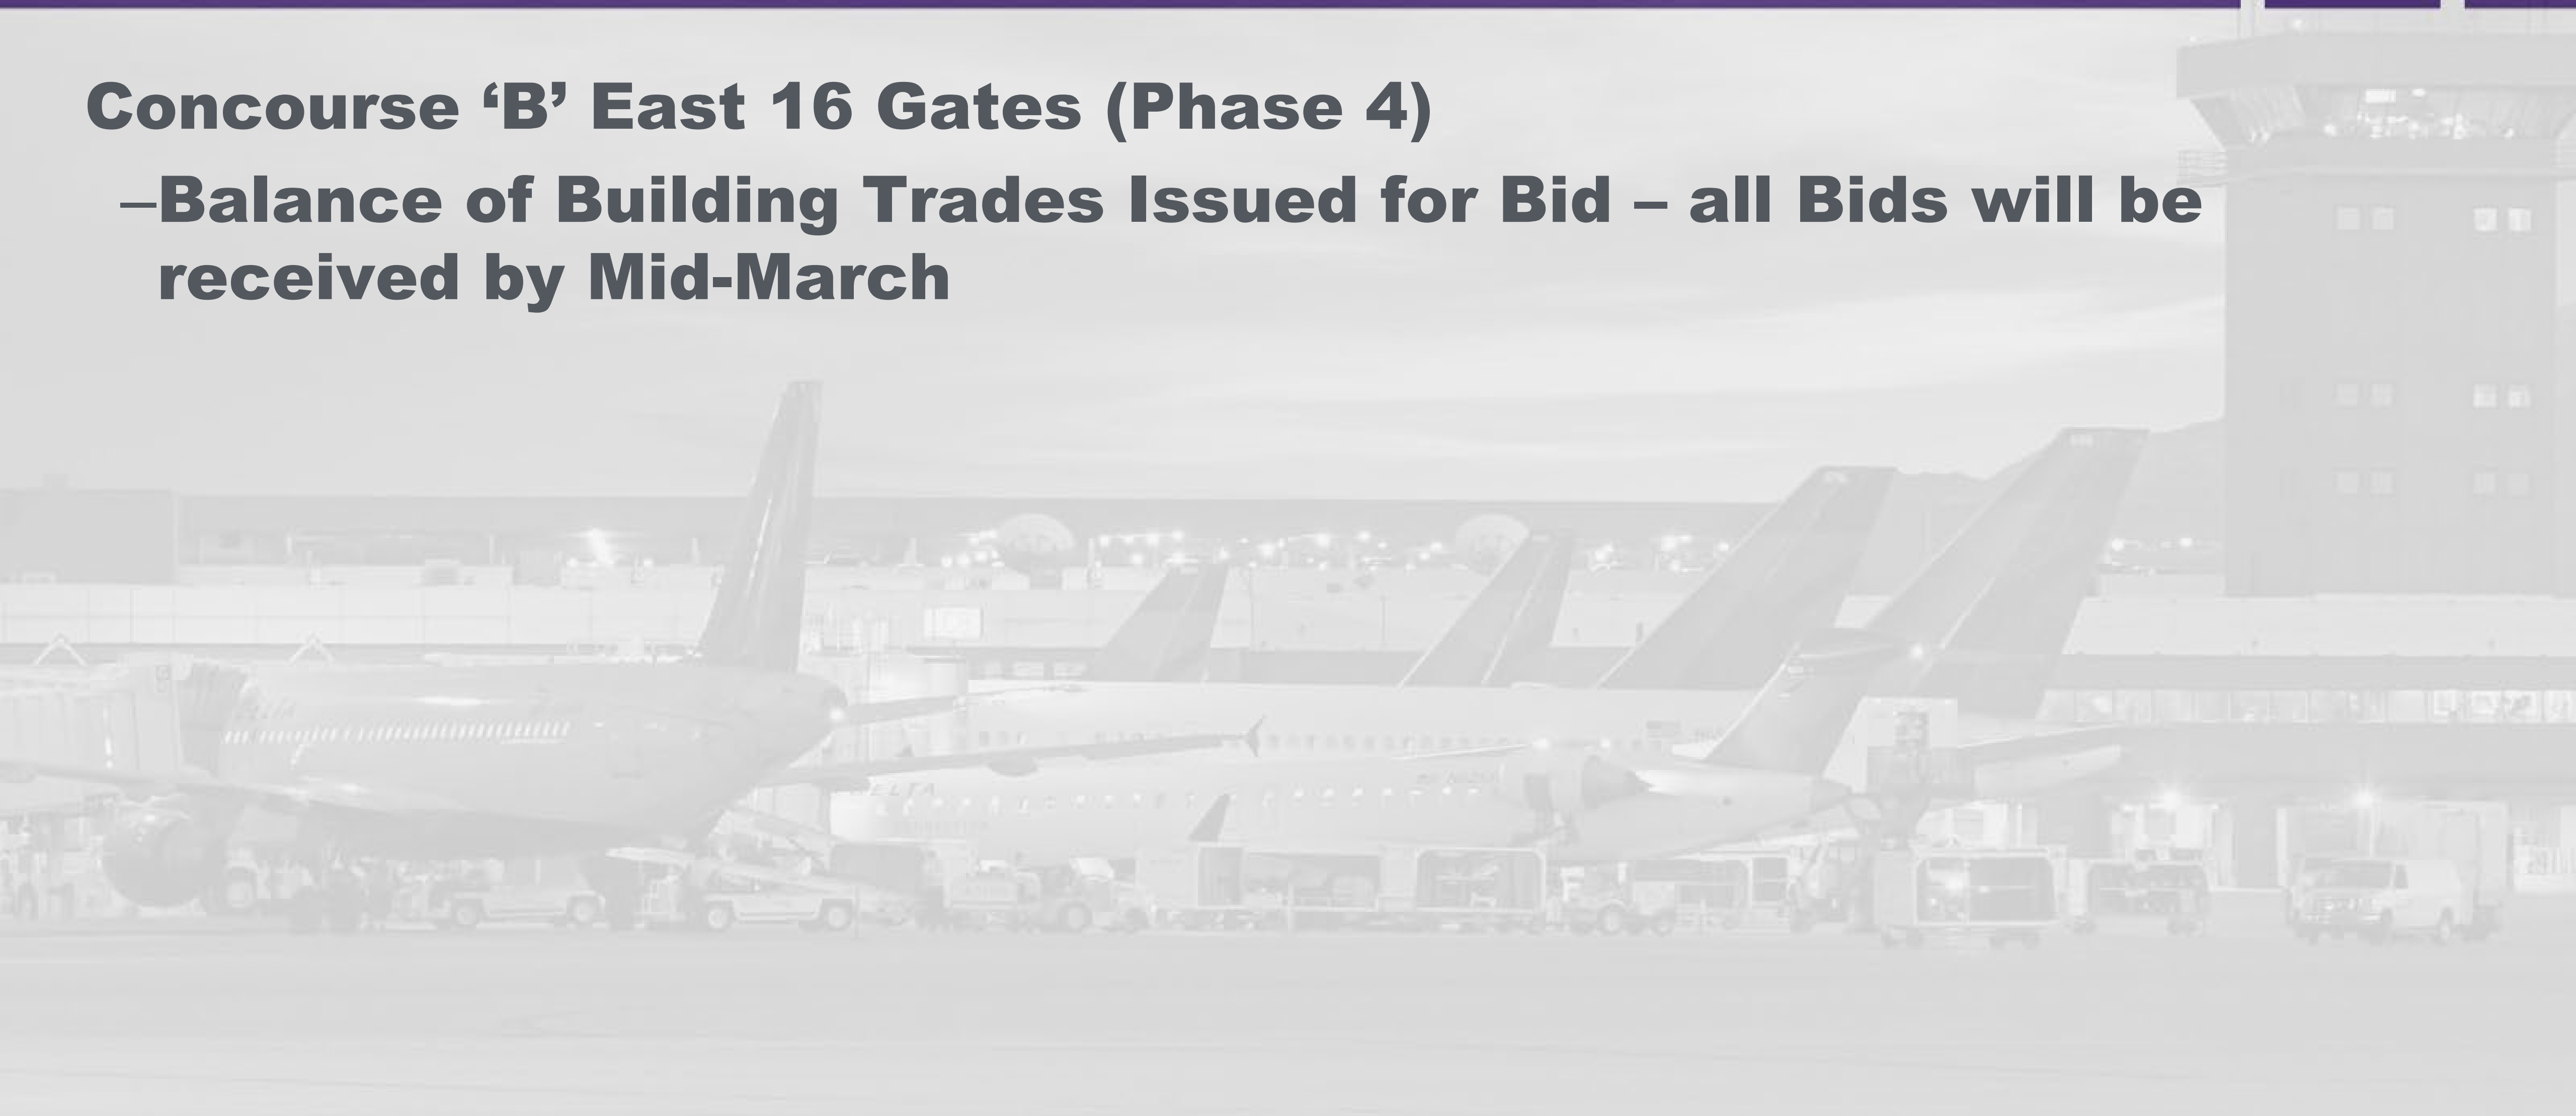 Concourse ‘B’ East 16 Gates (Phase 4)
–Balance of Building Trades Issued for Bid – all Bids will be
received by Mid-March